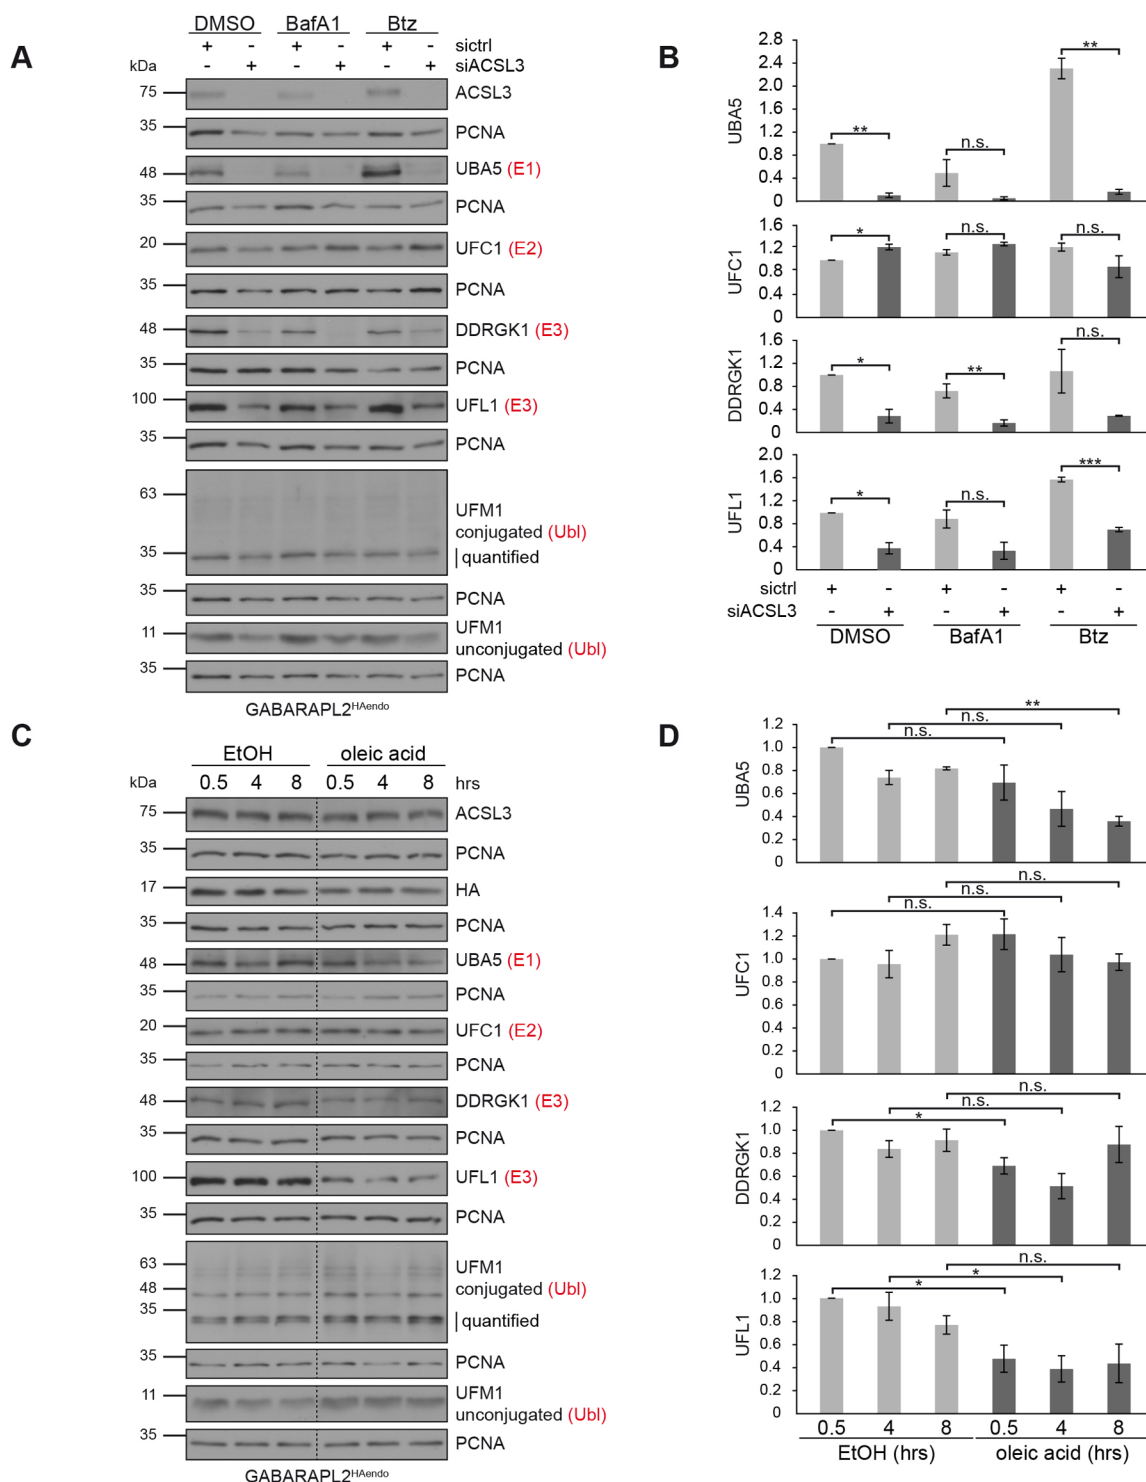 A
DMSO BafA1 Btz
+ - + - + - sictrl
kDa - + - + - + siACSL3
75 ACSL3
35 PCNA
48 UBA5 (E1)
35 PCNA
20 UFC1 (E2)
35 PCNA
48 DDRGK1 (E3)
35 PCNA
100 UFL1 (E3)
35 PCNA
63
UFM1
conjugated (Ubl)
35 quantified
35 PCNA
11 UFM1
unconjugated (Ubl)
35 PCNA
GABARAPL2HAendo
B
UBA5
2.8
2.4
2.0
1.6
1.2
0.8
0.4
0
** n.s. **
UFC1
1.6
1.2
0.8
0.4
0
* n.s. n.s.
DDRGK1
1.6
1.2
0.8
0.4
0
* ** n.s.
UFL1
2.0
1.6
1.2
0.8
0.4
0
* n.s. ***
sictrl + - + - + -
siACSL3 - + - + - +
DMSO BafA1 Btz
C
EtOH oleic acid
kDa 0.5 4 8 0.5 4 8 hrs
75 ACSL3
35 PCNA
17 HA
35 PCNA
48 UBA5 (E1)
35 PCNA
20 UFC1 (E2)
35 PCNA
48 DDRGK1 (E3)
35 PCNA
100 UFL1 (E3)
35 PCNA
63 UFM1
48 conjugated (Ubl)
35 quantified
35 PCNA
11 UFM1
unconjugated (Ubl)
35 PCNA
GABARAPL2HAendo
D
UBA5
1.2
1.0
0.8
0.6
0.4
0.2
0
**
n.s.
n.s.
UFC1
1.4
1.2
1.0
0.8
0.6
0.4
0.2
0
n.s.
n.s.
n.s.
DDRGK1
1.2
1.0
0.8
0.6
0.4
0.2
0
n.s.
n.s.
*
UFL1
1.2
1.0
0.8
0.6
0.4
0.2
0
n.s.
*
*
0.5 4 8 0.5 4 8
EtOH (hrs) oleic acid (hrs)